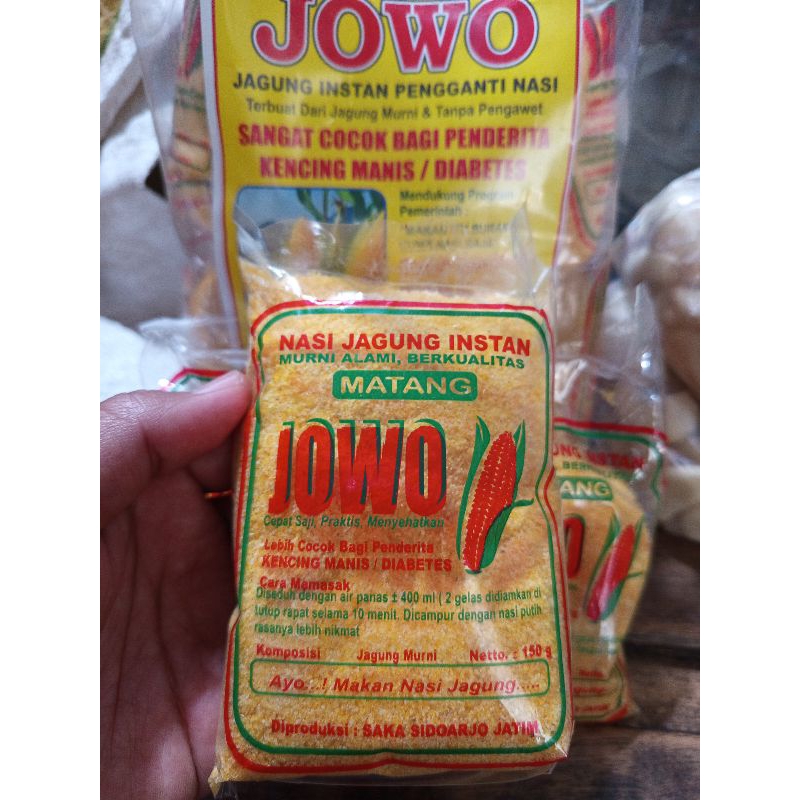 JOWO
JAGUNG INSTAN PENGGANTI NASI
Terbuat Dari Jagung Murni & Tanpa Pengawet
SANGAT COCOK BAGI PENDERITA
KENCING MANIS / DIABETES
Mendukung Program
Pemerintah :
NASI JAGUNG INSTAN
MURNI ALAMI, BERKUALITAS
MATANG
JOWO
Cepat Saji, Praktis, Menyehatkan
Lebih Cocok Bagi Penderita
KENCING MANIS / DIABETES
Cara Memasak
Diseduh dengan air panas ± 400 ml ( 2 gelas didiamkan di
tutup rapat selama 10 menit. Dicampur dengan nasi putih
rasanya lebih nikmat
Komposisi Jagung Murni Netto. : 150 g
Ayo...! Makan Nasi Jagung.....
Diproduksi : SAKA SIDOARJO JATIM
UNG INSTAN
ANG